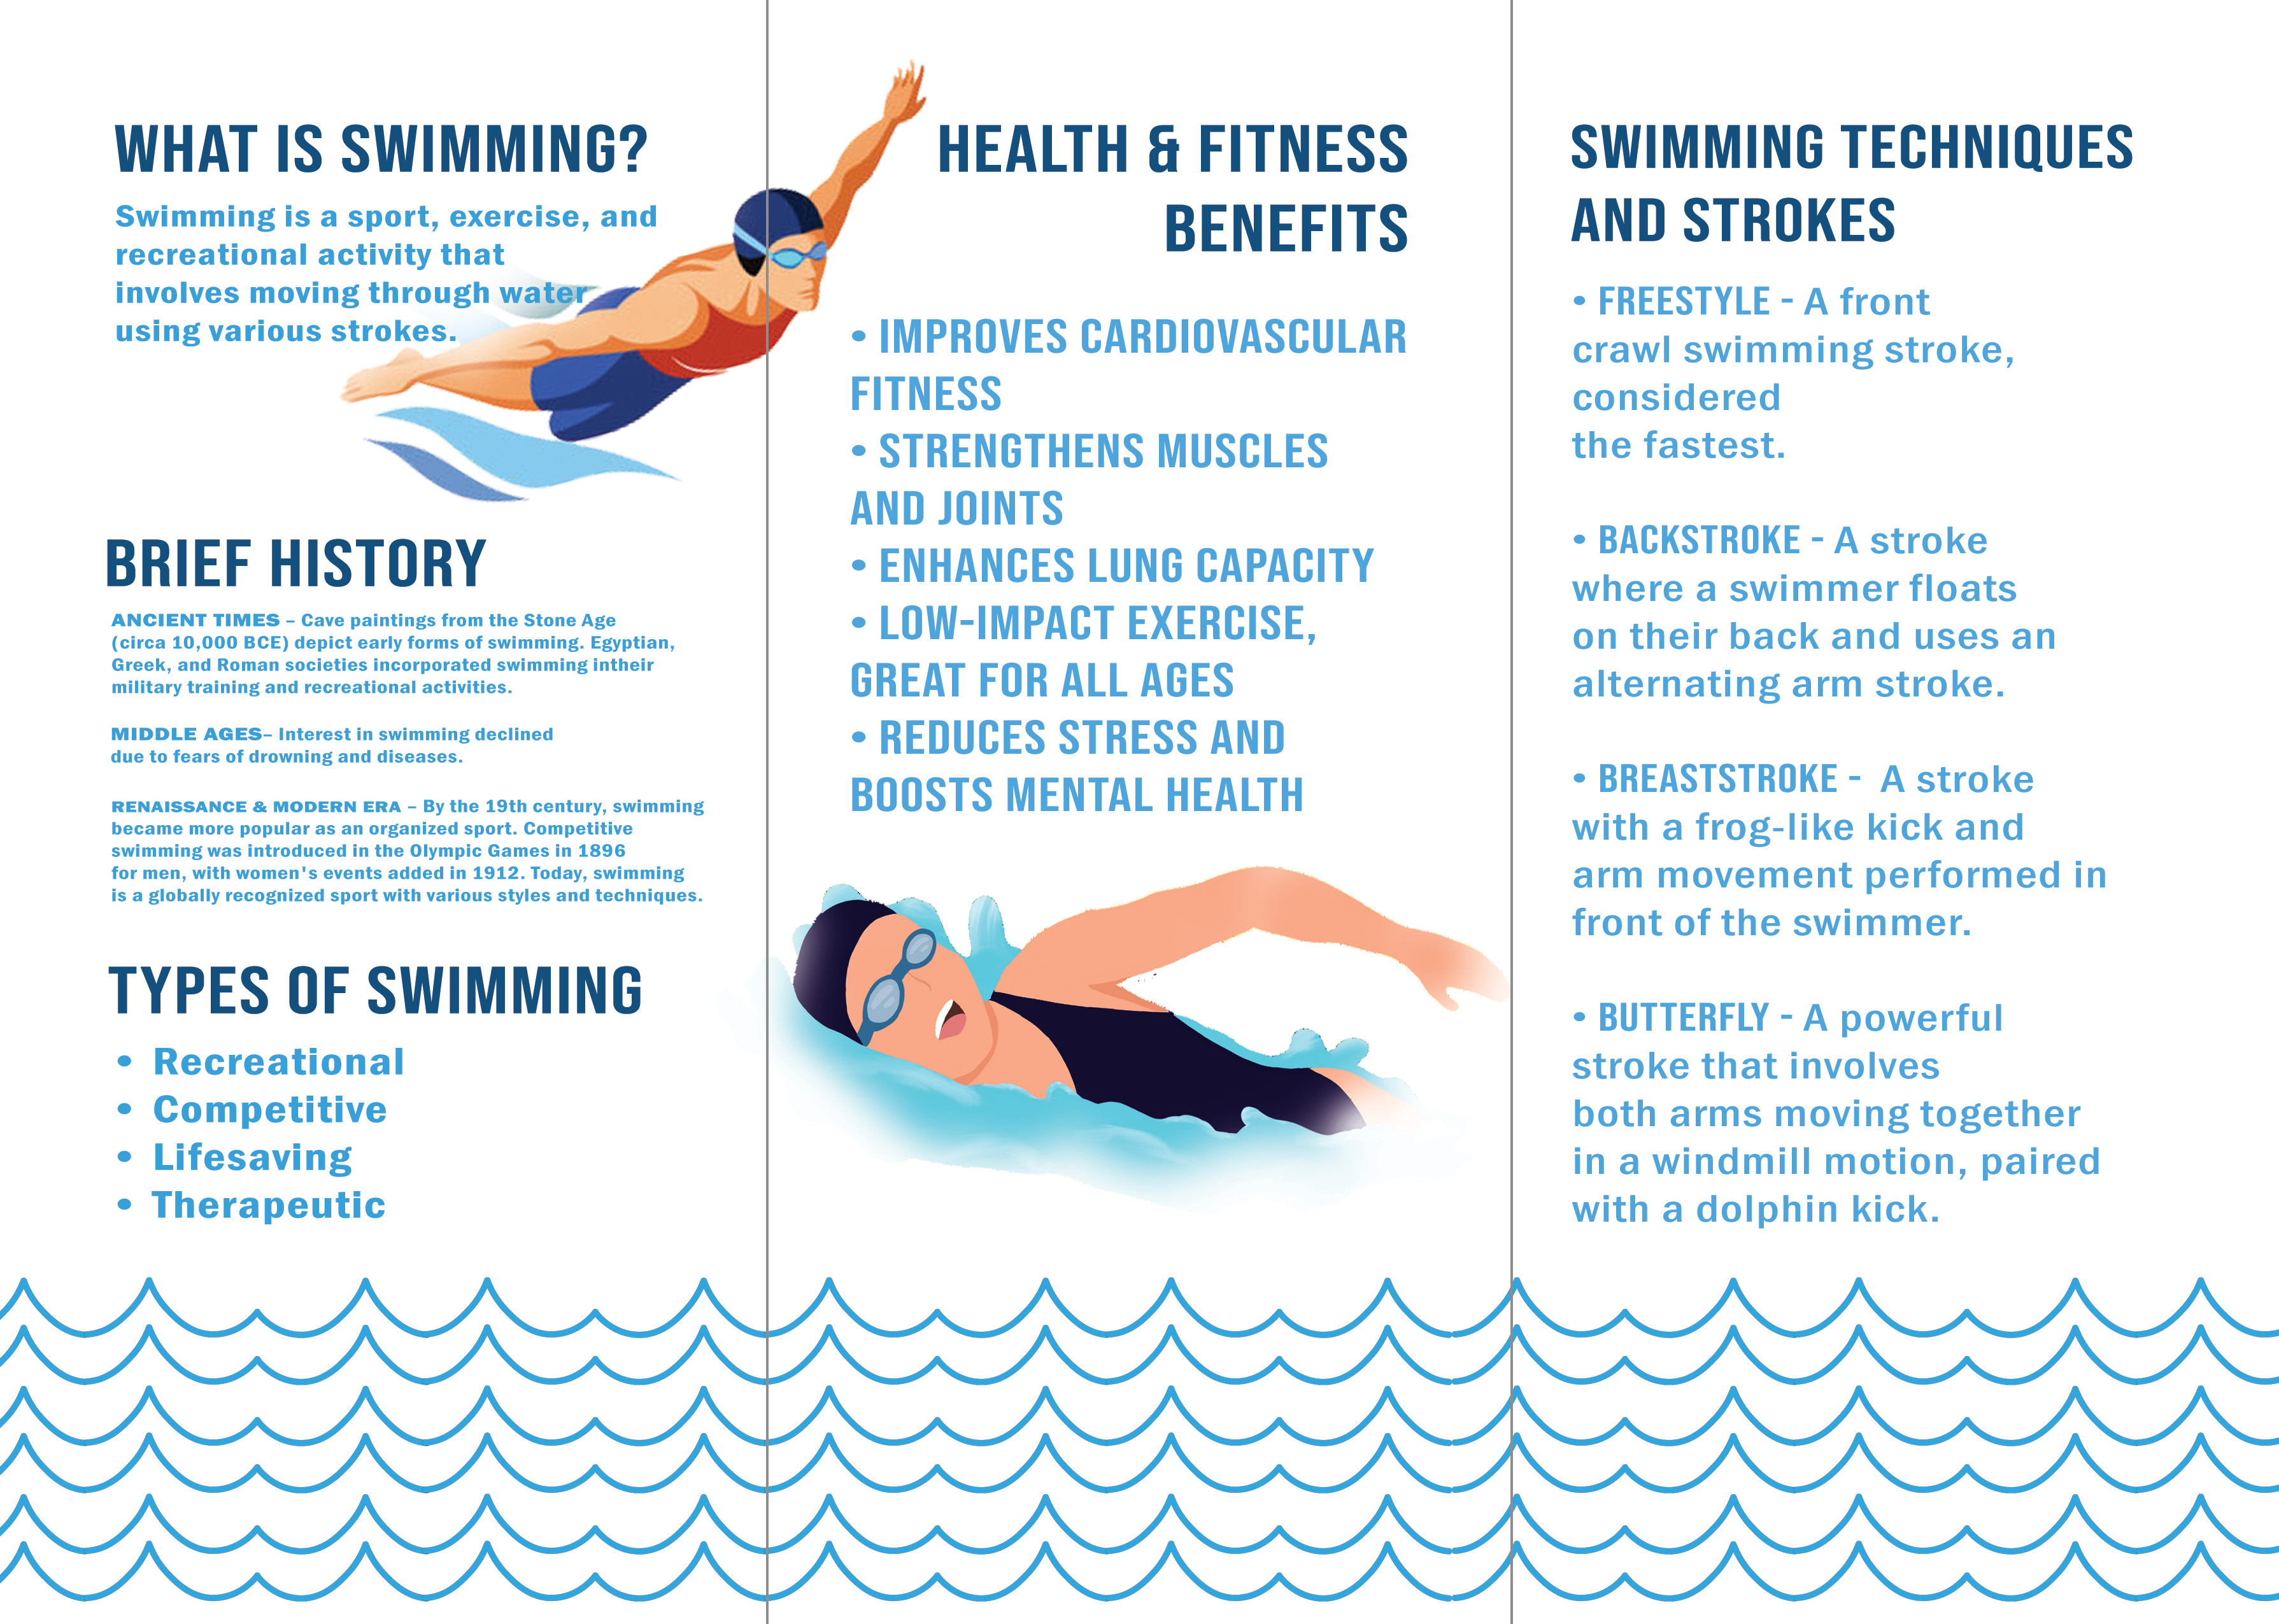 WHAT IS SWIMMING?
Swimming is a sport, exercise, and
recreational activity that
involves moving through water
using various strokes.
BRIEF HISTORY
ANCIENT TIMES – Cave paintings from the Stone Age
(circa 10,000 BCE) depict early forms of swimming. Egyptian,
Greek, and Roman societies incorporated swimming intheir
military training and recreational activities.
MIDDLE AGES– Interest in swimming declined
due to fears of drowning and diseases.
RENAISSANCE & MODERN ERA – By the 19th century, swimming
became more popular as an organized sport. Competitive
swimming was introduced in the Olympic Games in 1896
for men, with women's events added in 1912. Today, swimming
is a globally recognized sport with various styles and techniques.
TYPES OF SWIMMING
• Recreational
• Competitive
• Lifesaving
• Therapeutic
HEALTH & FITNESS
BENEFITS
• IMPROVES CARDIOVASCULAR
FITNESS
• STRENGTHENS MUSCLES
AND JOINTS
• ENHANCES LUNG CAPACITY
• LOW-IMPACT EXERCISE,
GREAT FOR ALL AGES
• REDUCES STRESS AND
BOOSTS MENTAL HEALTH
SWIMMING TECHNIQUES
AND STROKES
• FREESTYLE - A front
crawl swimming stroke,
considered
the fastest.
• BACKSTROKE - A stroke
where a swimmer floats
on their back and uses an
alternating arm stroke.
• BREASTSTROKE - A stroke
with a frog-like kick and
arm movement performed in
front of the swimmer.
• BUTTERFLY - A powerful
stroke that involves
both arms moving together
in a windmill motion, paired
with a dolphin kick.